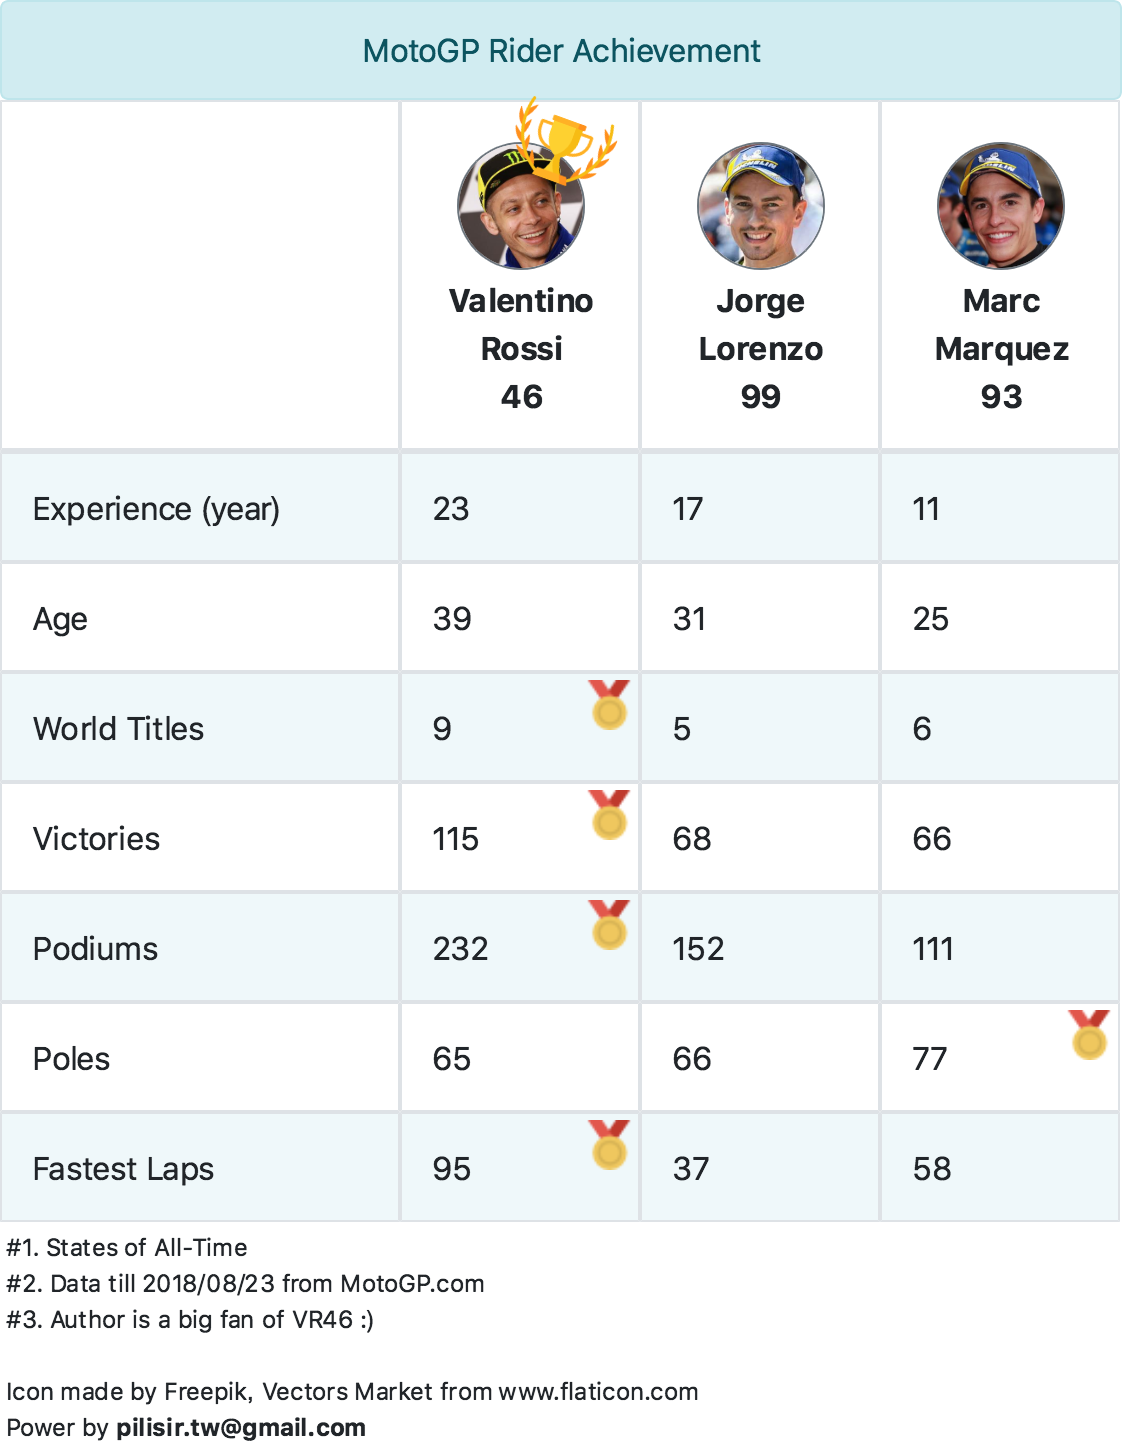 MotoGP Rider Achievement
Valentino Rossi 46
Jorge Lorenzo 99
Marc Marquez 93
Experience (year) 23 17 11
Age 39 31 25
World Titles 9 5 6
Victories 115 68 66
Podiums 232 152 111
Poles 65 66 77
Fastest Laps 95 37 58
#1. States of All-Time
#2. Data till 2018/08/23 from MotoGP.com
#3. Author is a big fan of VR46 :)
Icon made by Freepik, Vectors Market from www.flaticon.com
Power by pilisir.tw@gmail.com